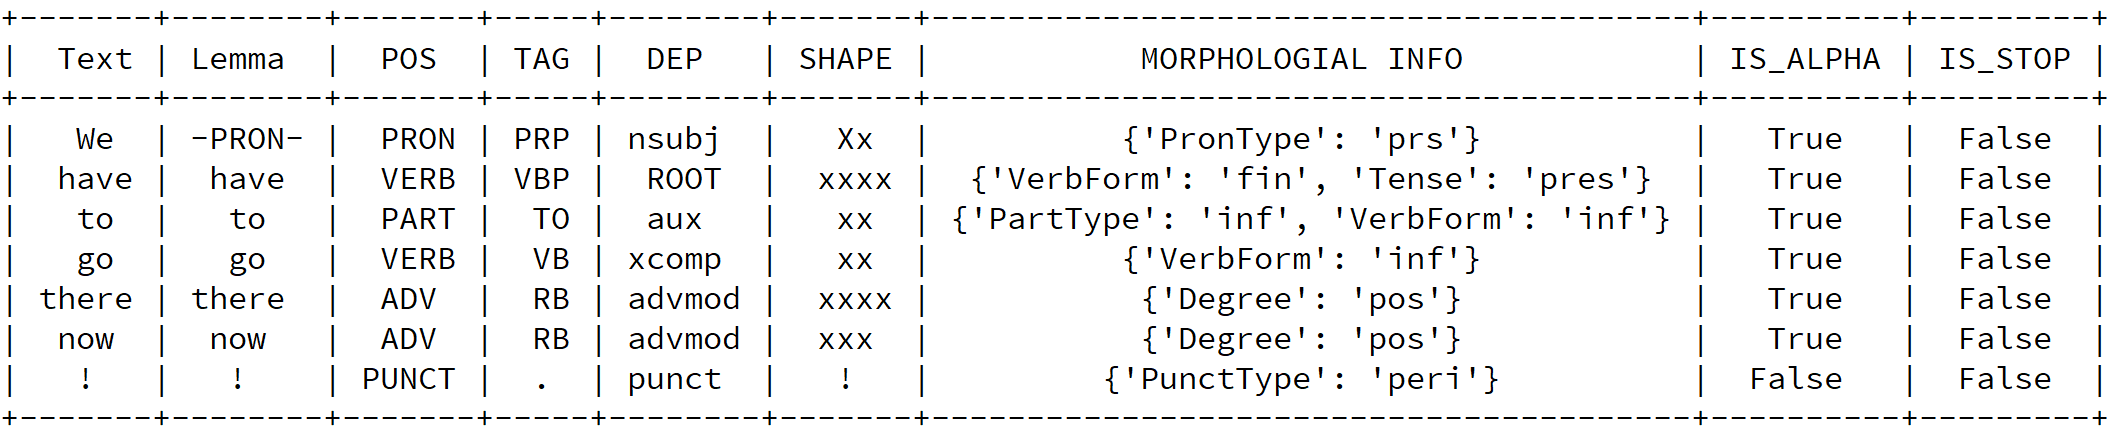 +-------+--------+-------+-----+--------+-------+----------------------------------------+----------+---------+
|  Text | Lemma  |  POS  | TAG |  DEP   | SHAPE |           MORPHOLOGIAL INFO            | IS_ALPHA | IS_STOP |
+-------+--------+-------+-----+--------+-------+----------------------------------------+----------+---------+
|   We  | -PRON- |  PRON | PRP | nsubj  |   Xx  |          {'PronType': 'prs'}           |   True   |  False  |
|  have |  have  |  VERB | VBP |  ROOT  |  xxxx |  {'VerbForm': 'fin', 'Tense': 'pres'}  |   True   |  False  |
|   to  |   to   |  PART |  TO |  aux   |   xx  | {'PartType': 'inf', 'VerbForm': 'inf'} |   True   |  False  |
|   go  |   go   |  VERB |  VB | xcomp  |   xx  |          {'VerbForm': 'inf'}           |   True   |  False  |
| there | there  |  ADV  |  RB | advmod |  xxxx |           {'Degree': 'pos'}            |   True   |  False  |
|  now  |  now   |  ADV  |  RB | advmod |  xxx  |           {'Degree': 'pos'}            |   True   |  False  |
|   !   |   !    | PUNCT |  .  | punct  |   !   |         {'PunctType': 'peri'}          |  False   |  False  |
+-------+--------+-------+-----+--------+-------+----------------------------------------+----------+---------+